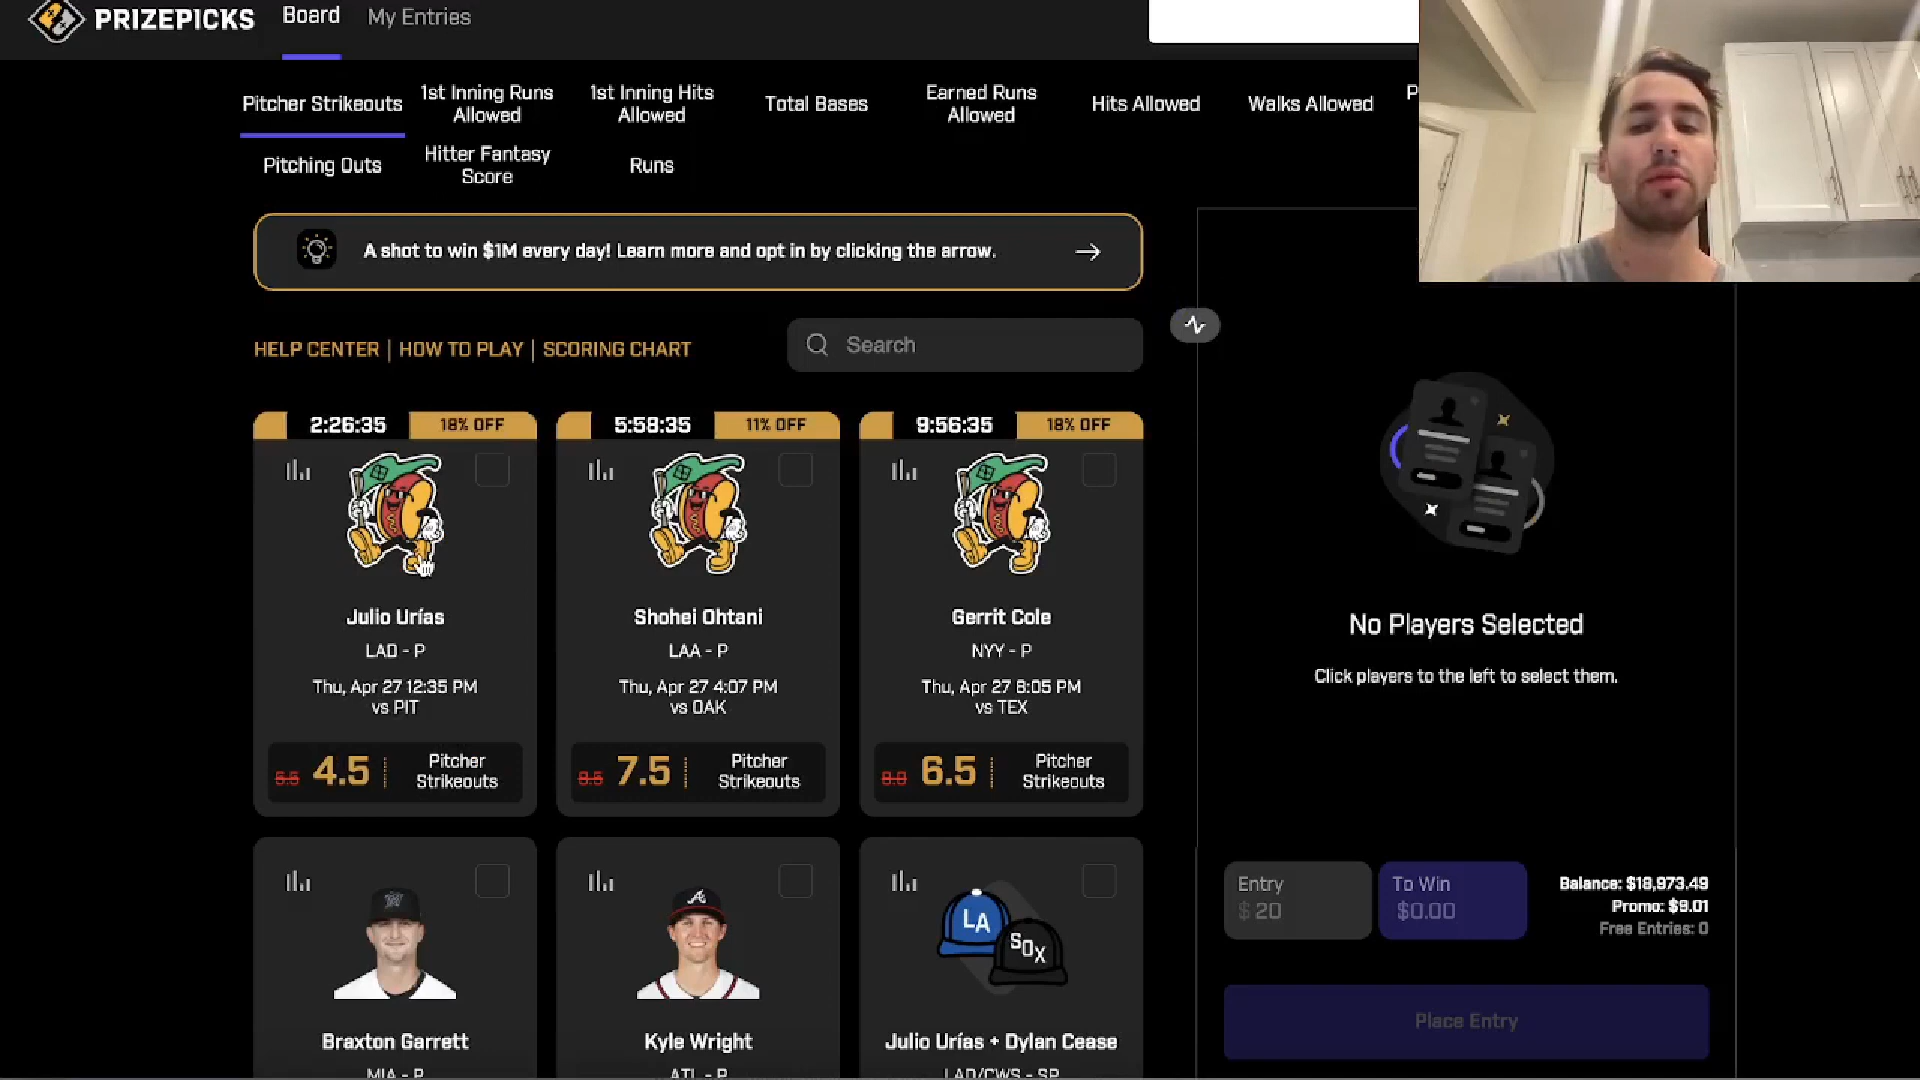 PRIZEPICKS
Board
My Entries
Pitcher Strikeouts
1st Inning Runs
Allowed
1st Inning Hits
Allowed
Total Bases
Earned Runs
Allowed
Hits Allowed
Walks Allowed
P
Pitching Outs
Hitter Fantasy
Score
Runs
A shot to win $1M every day! Learn more and opt in by clicking the arrow.
HELP CENTER | HOW TO PLAY | SCORING CHART
Search
2:26:35
18% OFF
Julio Urías
LAD - P
Thu, Apr 27 12:35 PM
vs PIT
5.5 4.5
Pitcher
Strikeouts
5:58:35
11% OFF
Shohei Ohtani
LAA - P
Thu, Apr 27 4:07 PM
vs OAK
7.5
Pitcher
Strikeouts
9:56:35
18% OFF
Gerrit Cole
NYY - P
Thu, Apr 27 8:05 PM
vs TEX
6.5
Pitcher
Strikeouts
Braxton Garrett
MIA - P
Kyle Wright
ATL - P
LA
SOX
Julio Urías + Dylan Cease
LAD/CWS - SP
No Players Selected
Click players to the left to select them.
Entry
$ 20
To Win
$0.00
Balance: $18,973.49
Promo: $9.01
Free Entries: 0
Place Entry